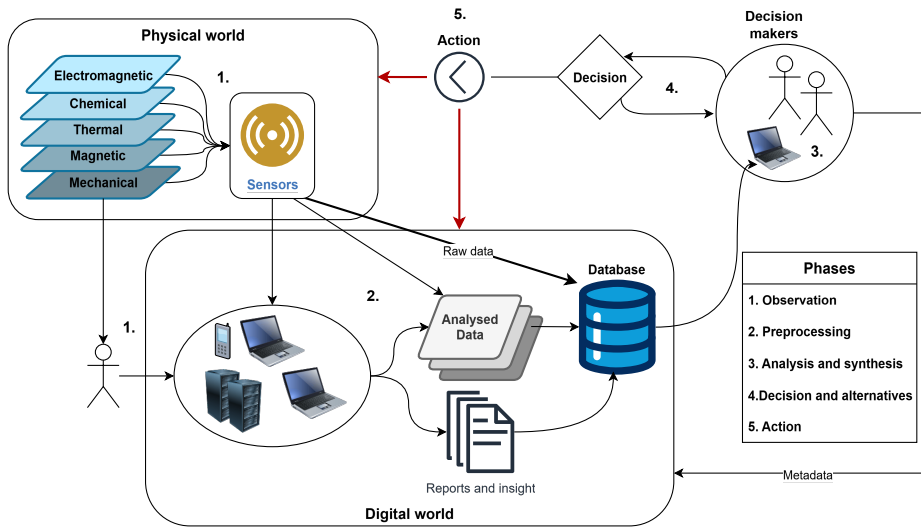 Physical world
Electromagnetic
Chemical
Thermal
Magnetic
Mechanical
1.
Sensors
5.
Action
Decision
4.
Decision
makers
3.
1.
2.
Raw data
Analysed
Data
Database
Reports and insight
Digital world
Phases
1. Observation
2. Preprocessing
3. Analysis and synthesis
4.Decision and alternatives
5. Action
Metadata